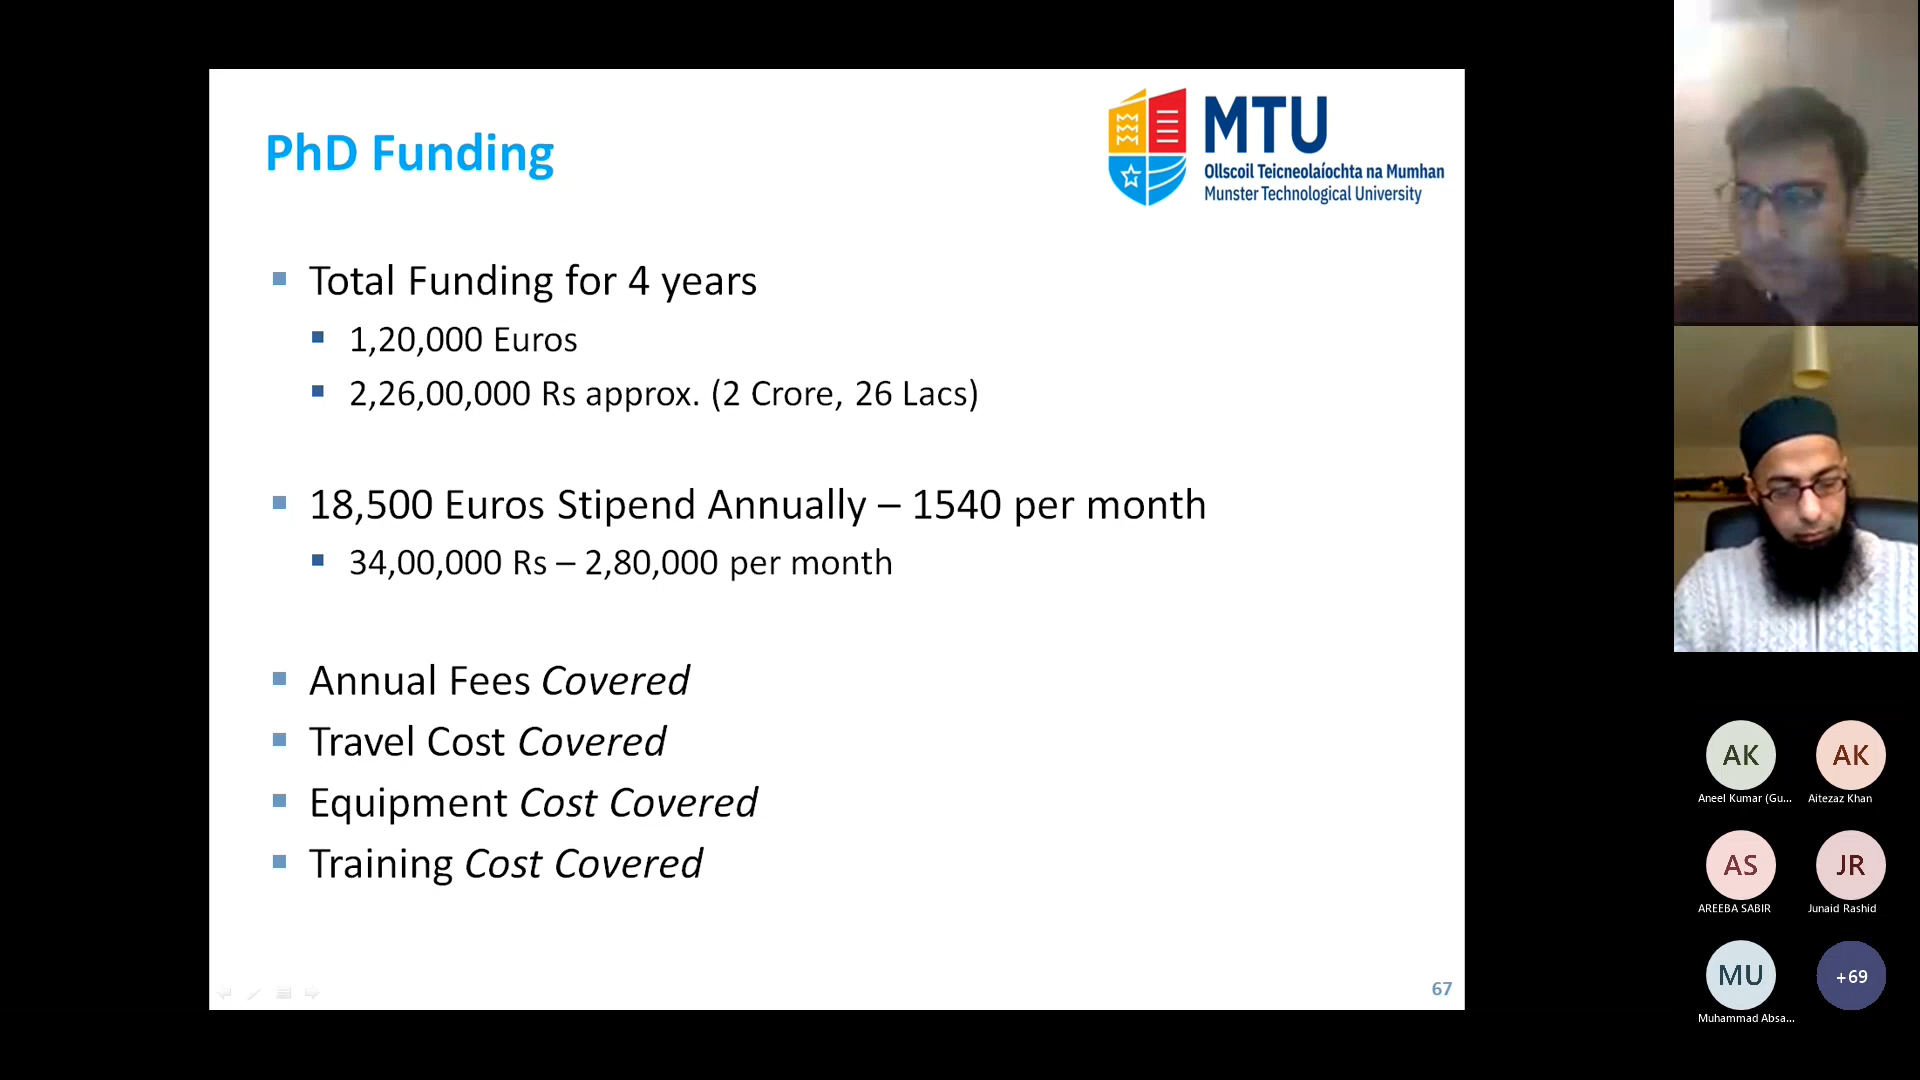 PhD Funding
MTU
Ollscoil Teicneolaíochta na Mumhan
Munster Technological University
Total Funding for 4 years
1,20,000 Euros
2,26,00,000 Rs approx. (2 Crore, 26 Lacs)
18,500 Euros Stipend Annually – 1540 per month
34,00,000 Rs – 2,80,000 per month
Annual Fees Covered
Travel Cost Covered
Equipment Cost Covered
Training Cost Covered
67
AK
AK
Aneel Kumar (Gu...
Aitezaz Khan
AS
JR
AREEBA SABIR
Junaid Rashid
MU
+69
Muhammad Absa...